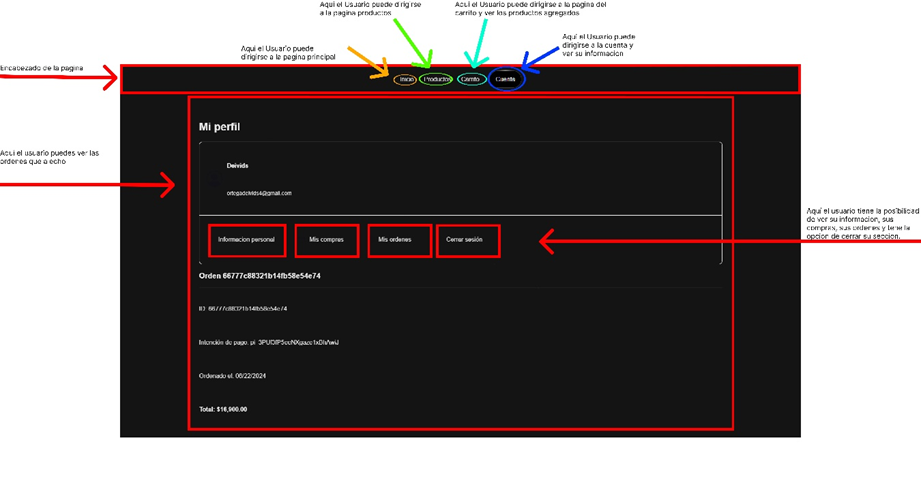 Aqui el Usuario puede dirigirse
a la pagina productos
Aqui el Usuario puede dirigirse a la pagina del
carrito y ver los productos agregados
Aqui el Usuario puede
dirigirse a la pagina principal
Aqui el Usuario puede
dirigirse a la cuenta y
ver su informacion
Encabezado de la pagina
Inicio
Productos
Carrito
Cuenta
Mi perfil
Aqui el usuario puedes ver las
ordenes que a echo
Deivids
ortegadeivids4@gmail.com
Aquí el usuario tiene la posibilidad
de ver su informacion, sus
compras, sus ordenes y tene la
opcion de cerrar su seccion.
Informacion personal
Mis compras
Mis ordenes
Cerrar sesión
Orden 66777c88321b14fb58e54e74
ID: 66777c88321b14fb58e54e74
Intención de pago:
Ordenado el: 06/22/2024
Total: $16,900.00